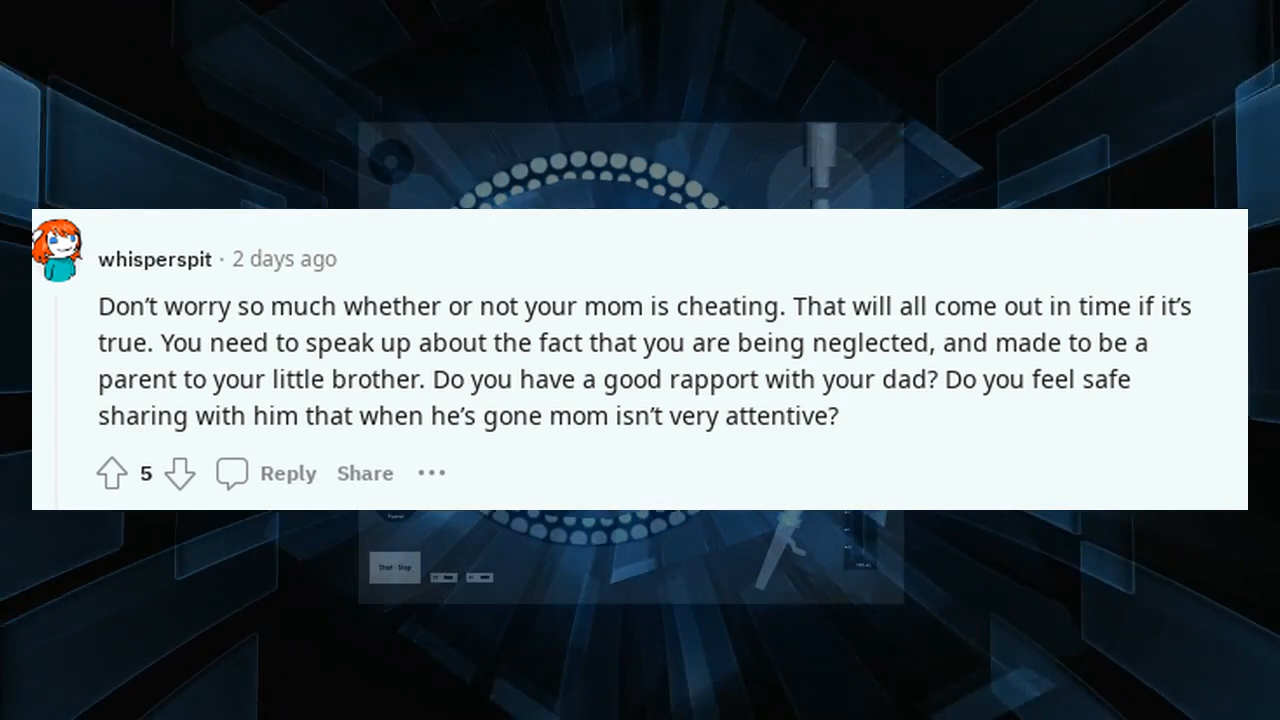 whisperspit · 2 days ago
Don’t worry so much whether or not your mom is cheating. That will all come out in time if it’s
true. You need to speak up about the fact that you are being neglected, and made to be a
parent to your little brother. Do you have a good rapport with your dad? Do you feel safe
sharing with him that when he’s gone mom isn’t very attentive?
5 Reply Share •••
Start - Stop